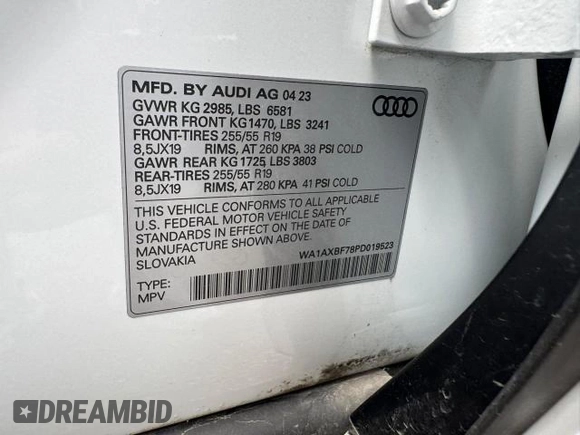 MFD. BY AUDI AG 04 23
GVWR KG 2985, LBS 6581
GAWR FRONT KG1470, LBS 3241
FRONT-TIRES 255/55 R19
8,5JX19 RIMS, AT 260 KPA 38 PSI COLD
GAWR REAR KG1725, LBS 3803
REAR-TIRES 255/55 R19
8,5JX19 RIMS, AT 280 KPA 41 PSI COLD
THIS VEHICLE CONFORMS TO ALL APPLICABLE
U.S. FEDERAL MOTOR VEHICLE SAFETY
STANDARDS IN EFFECT ON THE DATE OF
MANUFACTURE SHOWN ABOVE.
SLOVAKIA
WA1AXBF78PD019523
TYPE:
MPV
DREAMBID